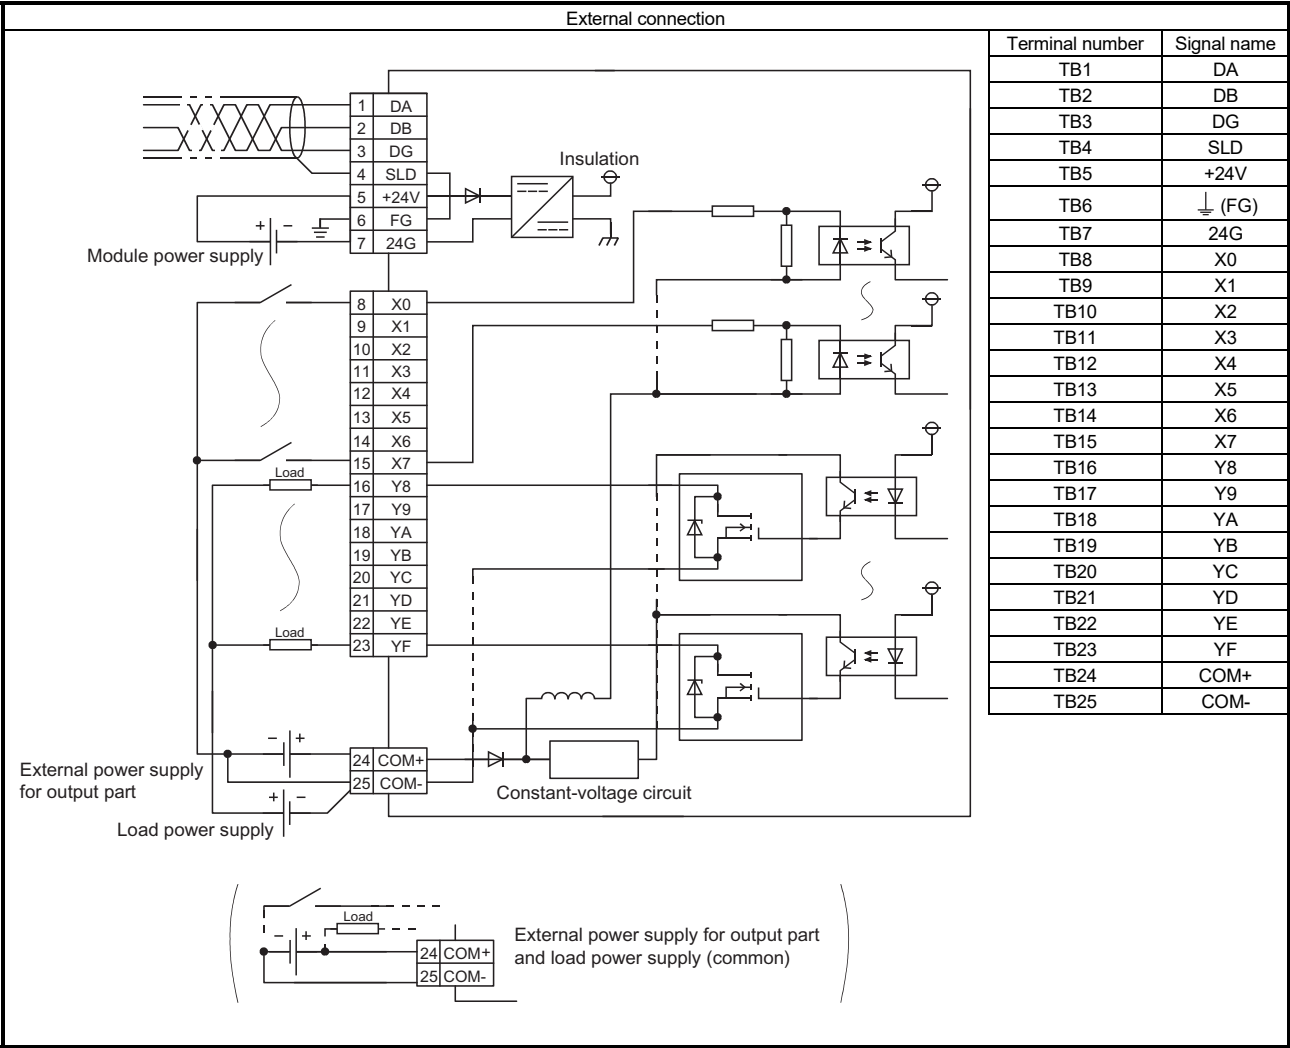 External connection
Terminal number Signal name
TB1 DA
TB2 DB
TB3 DG
TB4 SLD
TB5 +24V
TB6 ⏚ (FG)
TB7 24G
TB8 X0
TB9 X1
TB10 X2
TB11 X3
TB12 X4
TB13 X5
TB14 X6
TB15 X7
TB16 Y8
TB17 Y9
TB18 YA
TB19 YB
TB20 YC
TB21 YD
TB22 YE
TB23 YF
TB24 COM+
TB25 COM-
1 DA
2 DB
3 DG
4 SLD
5 +24V
6 FG
7 24G
Insulation
+ −
Module power supply
8 X0
9 X1
10 X2
11 X3
12 X4
13 X5
14 X6
15 X7
Load
16 Y8
17 Y9
18 YA
19 YB
20 YC
21 YD
22 YE
Load
23 YF
− +
24 COM+
25 COM-
External power supply
for output part
+ −
Load power supply
Constant-voltage circuit
Load
− +
24 COM+
25 COM-
External power supply for output part
and load power supply (common)